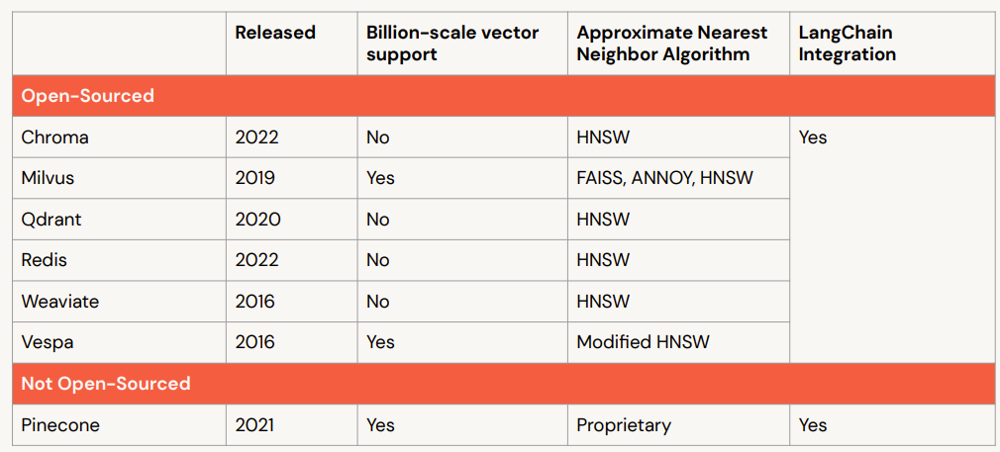 Released Billion-scale vector support Approximate Nearest Neighbor Algorithm LangChain Integration
Open-Sourced
Chroma 2022 No HNSW Yes
Milvus 2019 Yes FAISS, ANNOY, HNSW
Qdrant 2020 No HNSW
Redis 2022 No HNSW
Weaviate 2016 No HNSW
Vespa 2016 Yes Modified HNSW
Not Open-Sourced
Pinecone 2021 Yes Proprietary Yes